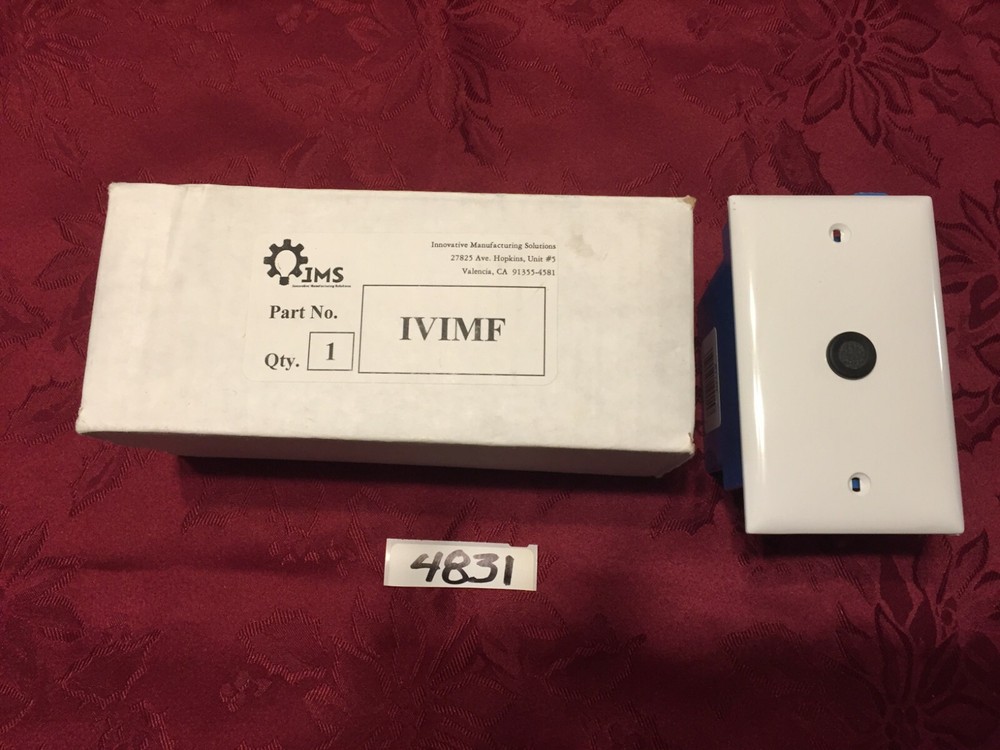 IMS
Innovative Manufacturing Solutions
Innovative Manufacturing Solutions
27825 Ave. Hopkins, Unit #5
Valencia, CA 91355-4581
Part No.
IVIMF
Qty. 1
4831